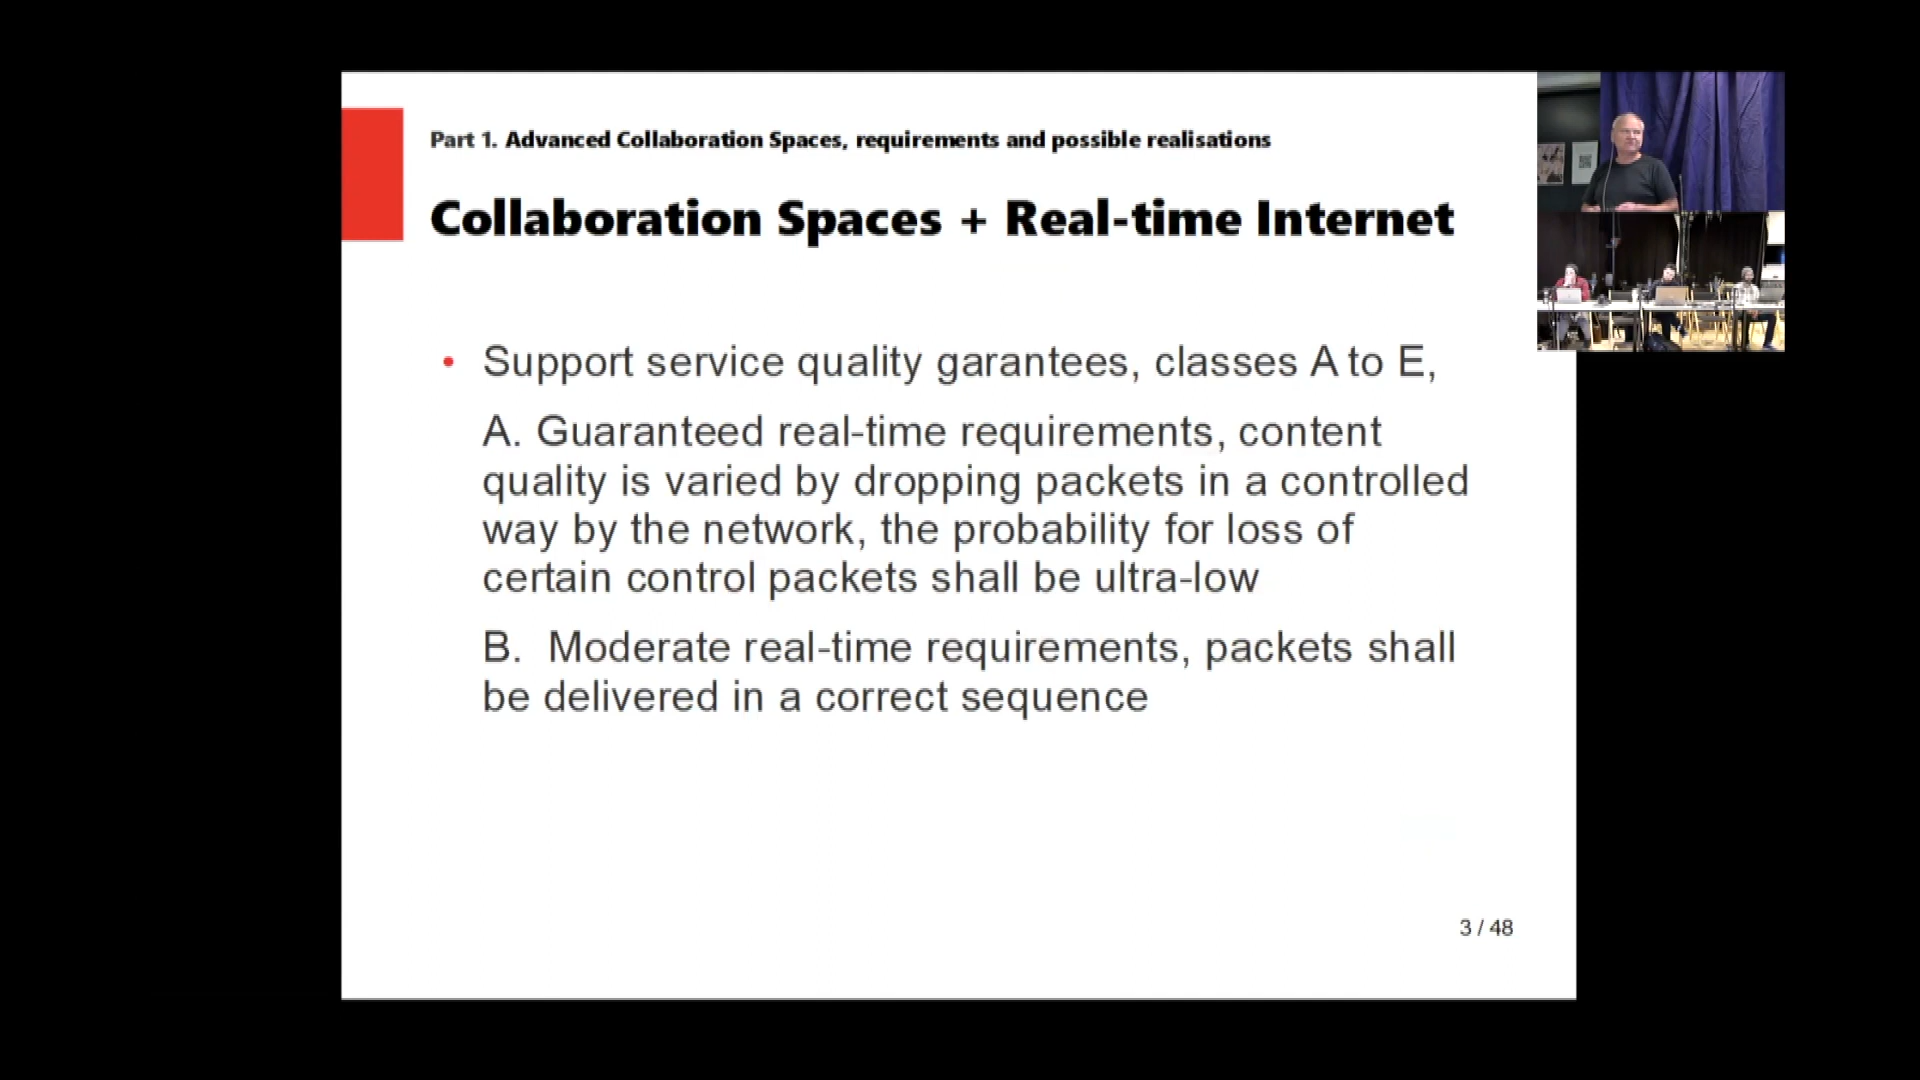 Part 1. Advanced Collaboration Spaces, requirements and possible realisations
Collaboration Spaces + Real-time Internet
• Support service quality garantees, classes A to E,
A. Guaranteed real-time requirements, content
quality is varied by dropping packets in a controlled
way by the network, the probability for loss of
certain control packets shall be ultra-low
B. Moderate real-time requirements, packets shall
be delivered in a correct sequence
3 / 48